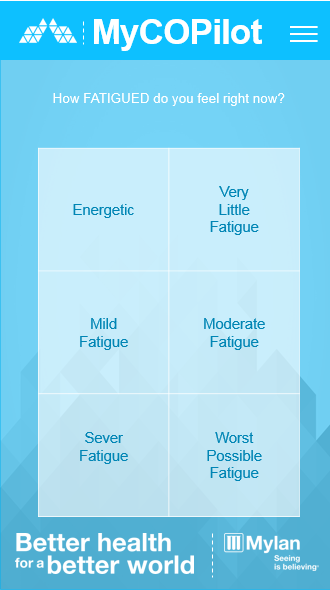 MyCOPilot
How FATIGUED do you feel right now?
Energetic
Very
Little
Fatigue
Mild
Fatigue
Moderate
Fatigue
Sever
Fatigue
Worst
Possible
Fatigue
Better health
for a better world
Mylan
Seeing
is believing